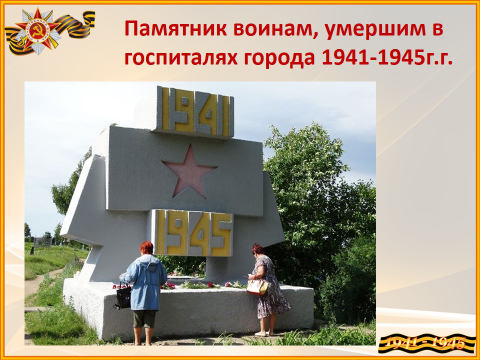 Памятник воинам, умершим в
госпиталях города 1941-1945г.г.
1941
1945
1941 - 1945